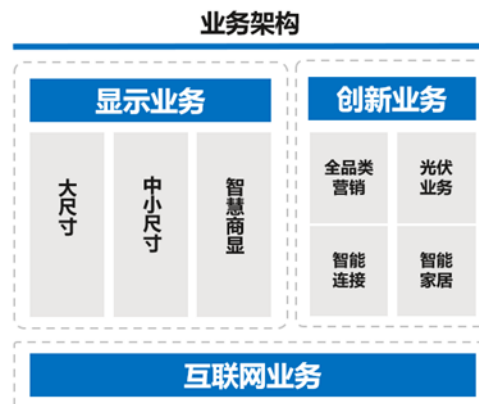 业务架构
显示业务
大尺寸
中小尺寸
智慧商显
创新业务
全品类
营销
光伏
业务
智能
连接
智能
家居
互联网业务